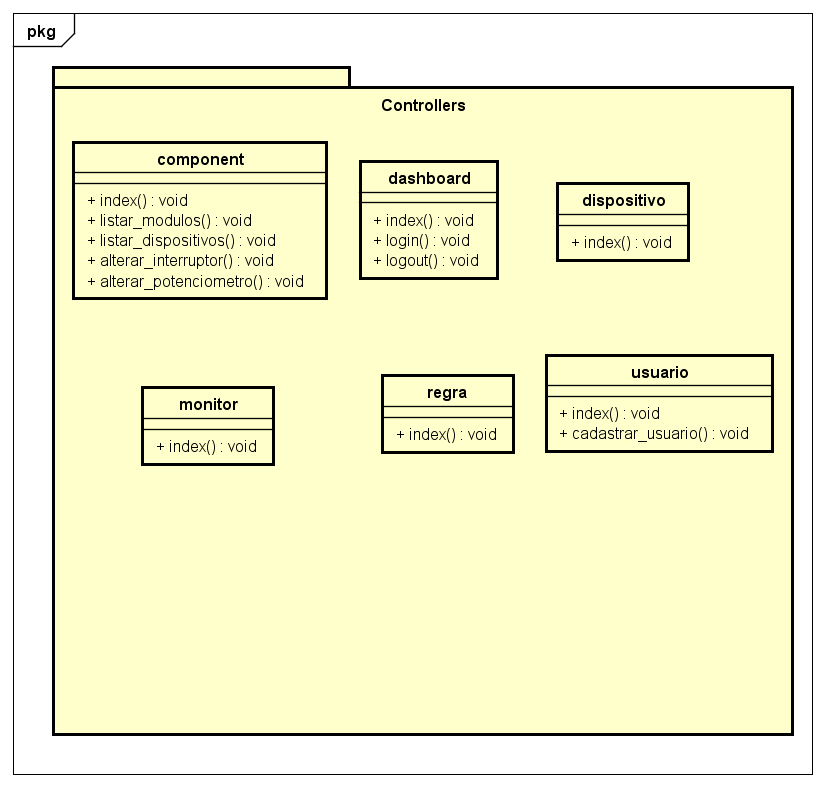 pkg
Controllers
component
+ index() : void
+ listar_modulos() : void
+ listar_dispositivos() : void
+ alterar_interruptor() : void
+ alterar_potenciometro() : void
dashboard
+ index() : void
+ login() : void
+ logout() : void
dispositivo
+ index() : void
monitor
+ index() : void
regra
+ index() : void
usuario
+ index() : void
+ cadastrar_usuario() : void